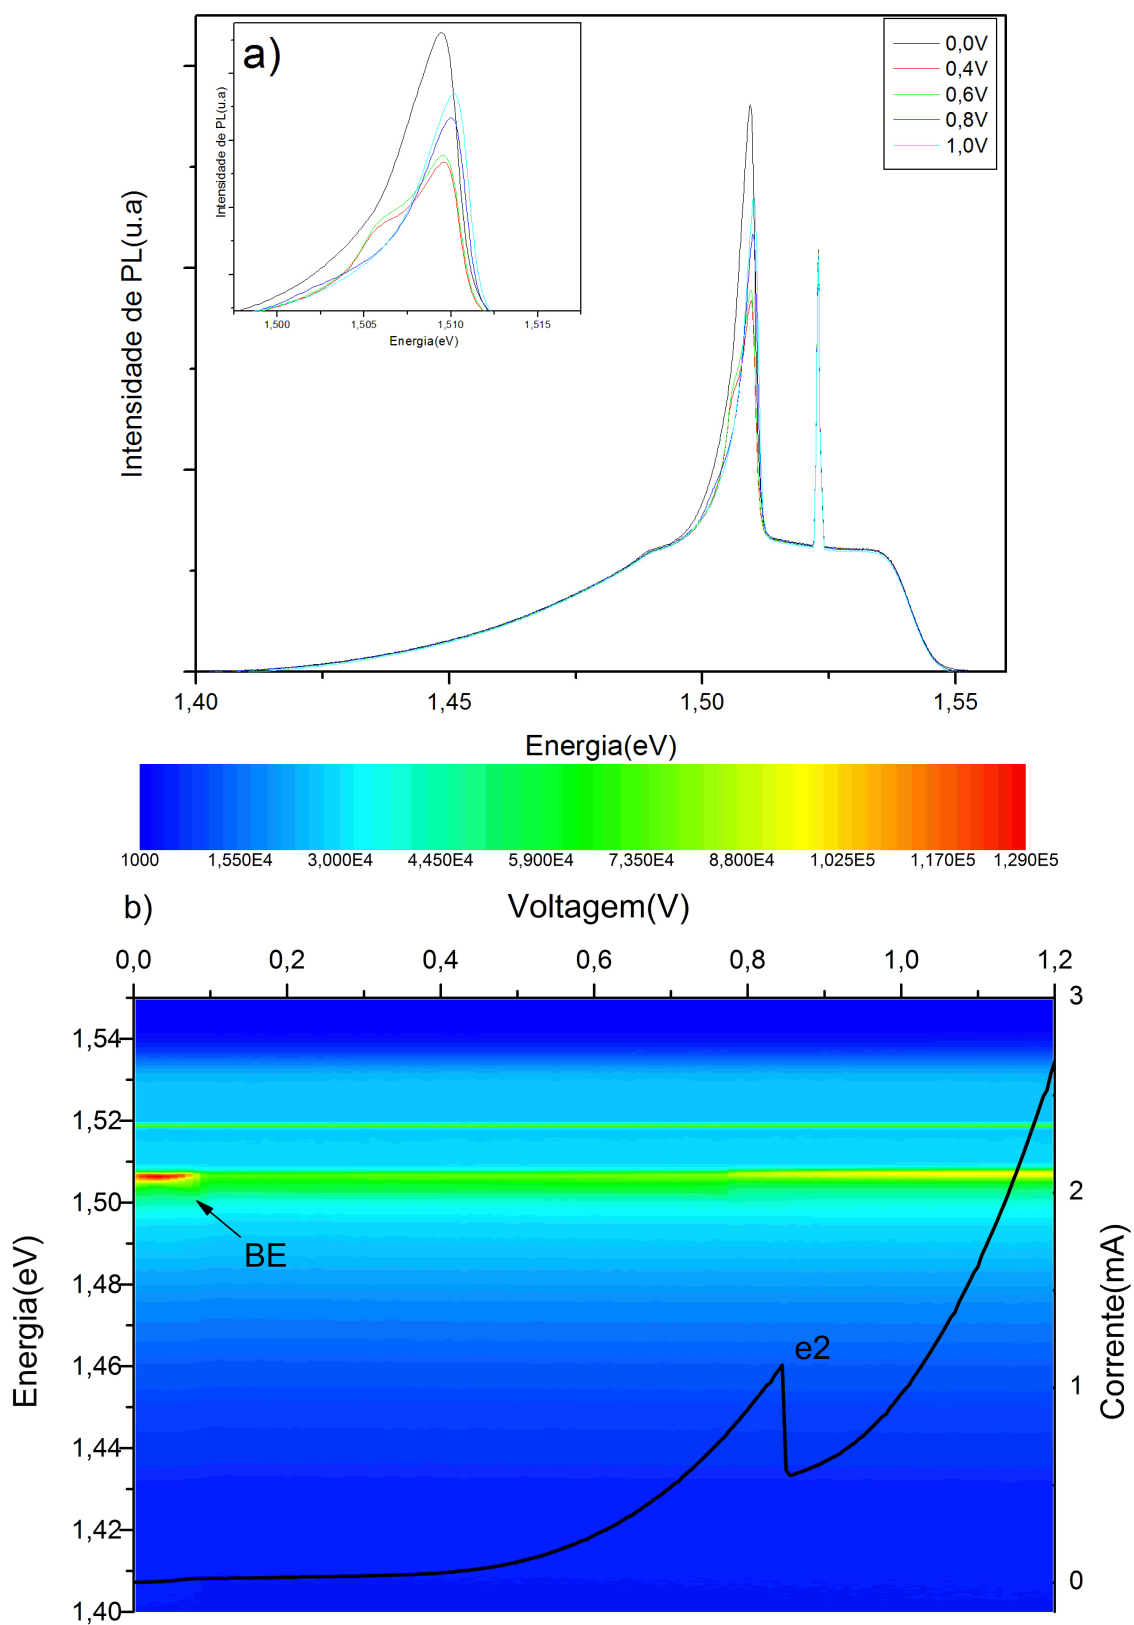 a)
Intensidade de PL(u.a)
1,500 1,505 1,510 1,515
Energia(eV)
0,0V
0,4V
0,6V
0,8V
1,0V
Intensidade de PL(u.a)
1,40 1,45 1,50 1,55
Energia(eV)
1000 1,550E4 3,000E4 4,450E4 5,900E4 7,350E4 8,800E4 1,025E5 1,170E5 1,290E5
b) Voltagem(V)
0,0 0,2 0,4 0,6 0,8 1,0 1,2
1,54
1,52
1,50
1,48
1,46
1,44
1,42
1,40
Energia(eV)
BE
e2
3
2
1
0
Corrente(mA)